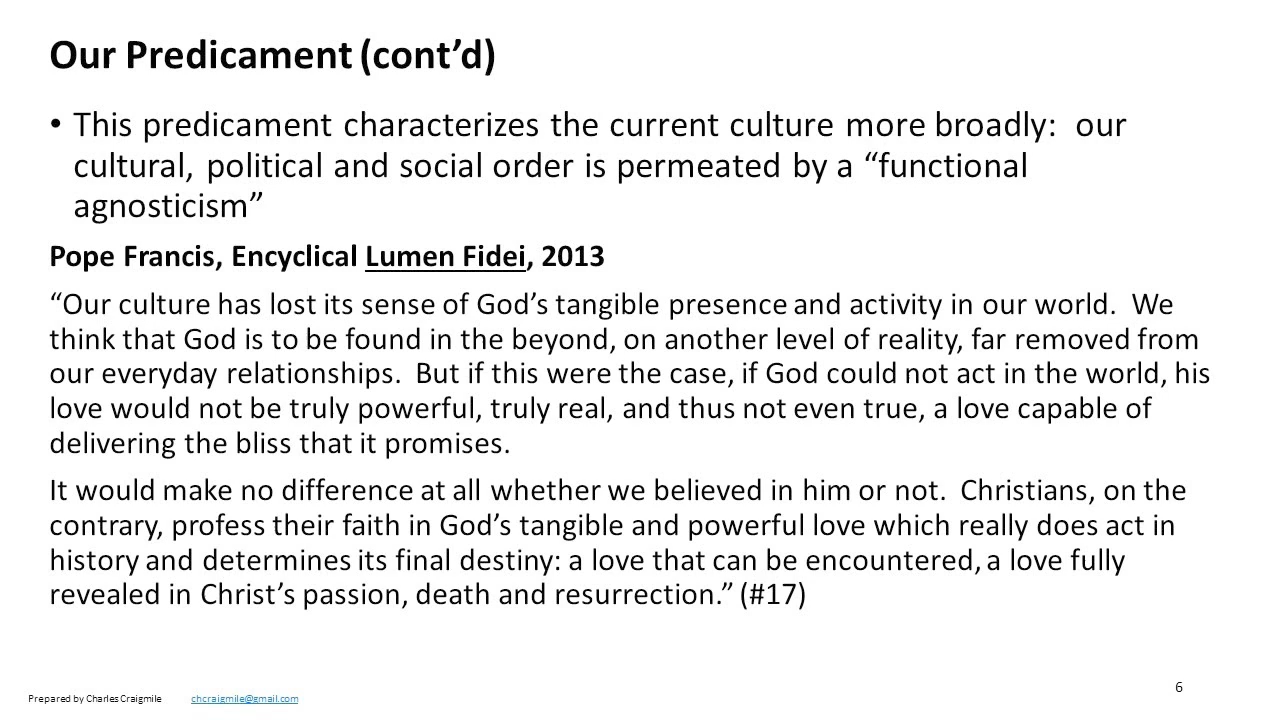 Our Predicament (cont’d)
• This predicament characterizes the current culture more broadly:  our
cultural, political and social order is permeated by a “functional
agnosticism”
Pope Francis, Encyclical Lumen Fidei, 2013
“Our culture has lost its sense of God’s tangible presence and activity in our world.  We
think that God is to be found in the beyond, on another level of reality, far removed from
our everyday relationships.  But if this were the case, if God could not act in the world, his
love would not be truly powerful, truly real, and thus not even true, a love capable of
delivering the bliss that it promises.
It would make no difference at all whether we believed in him or not.  Christians, on the
contrary, profess their faith in God’s tangible and powerful love which really does act in
history and determines its final destiny: a love that can be encountered, a love fully
revealed in Christ’s passion, death and resurrection.” (#17)
Prepared by Charles Craigmile chcraigmile@gmail.com
6